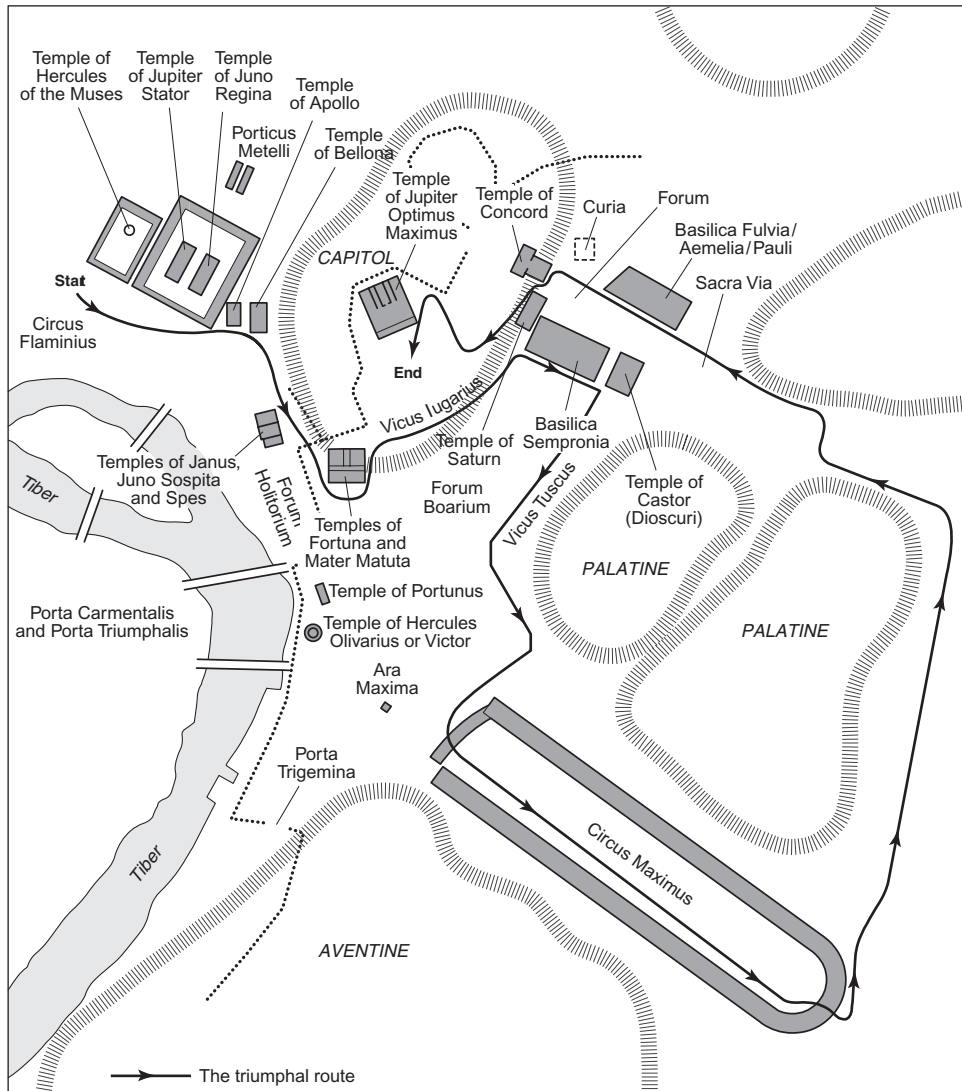 Temple of
Hercules
of the Muses
Temple
of Jupiter
Stator
Temple
of Juno
Regina
Temple
of Apollo
Porticus
Metelli
Temple
of Bellona
Temple
of Jupiter
Optimus
Maximus
Temple of
Concord
Curia
Forum
Basilica Fulvia/
Aemelia/Pauli
Sacra Via
CAPITOL
Start
Circus
Flaminius
End
Vicus Iugarius
Basilica
Sempronia
Temple of
Saturn
Temples of Janus,
Juno Sospita
and Spes
Forum
Holitorium
Forum
Boarium
Vicus Tuscus
Temple of
Castor
(Dioscuri)
Tiber
Temples of
Fortuna and
Mater Matuta
PALATINE
Temple of Portunus
Porta Carmentalis
and Porta Triumphalis
Temple of Hercules
Olivarius or Victor
PALATINE
Ara
Maxima
Porta
Trigemina
Circus Maximus
Tiber
AVENTINE
The triumphal route